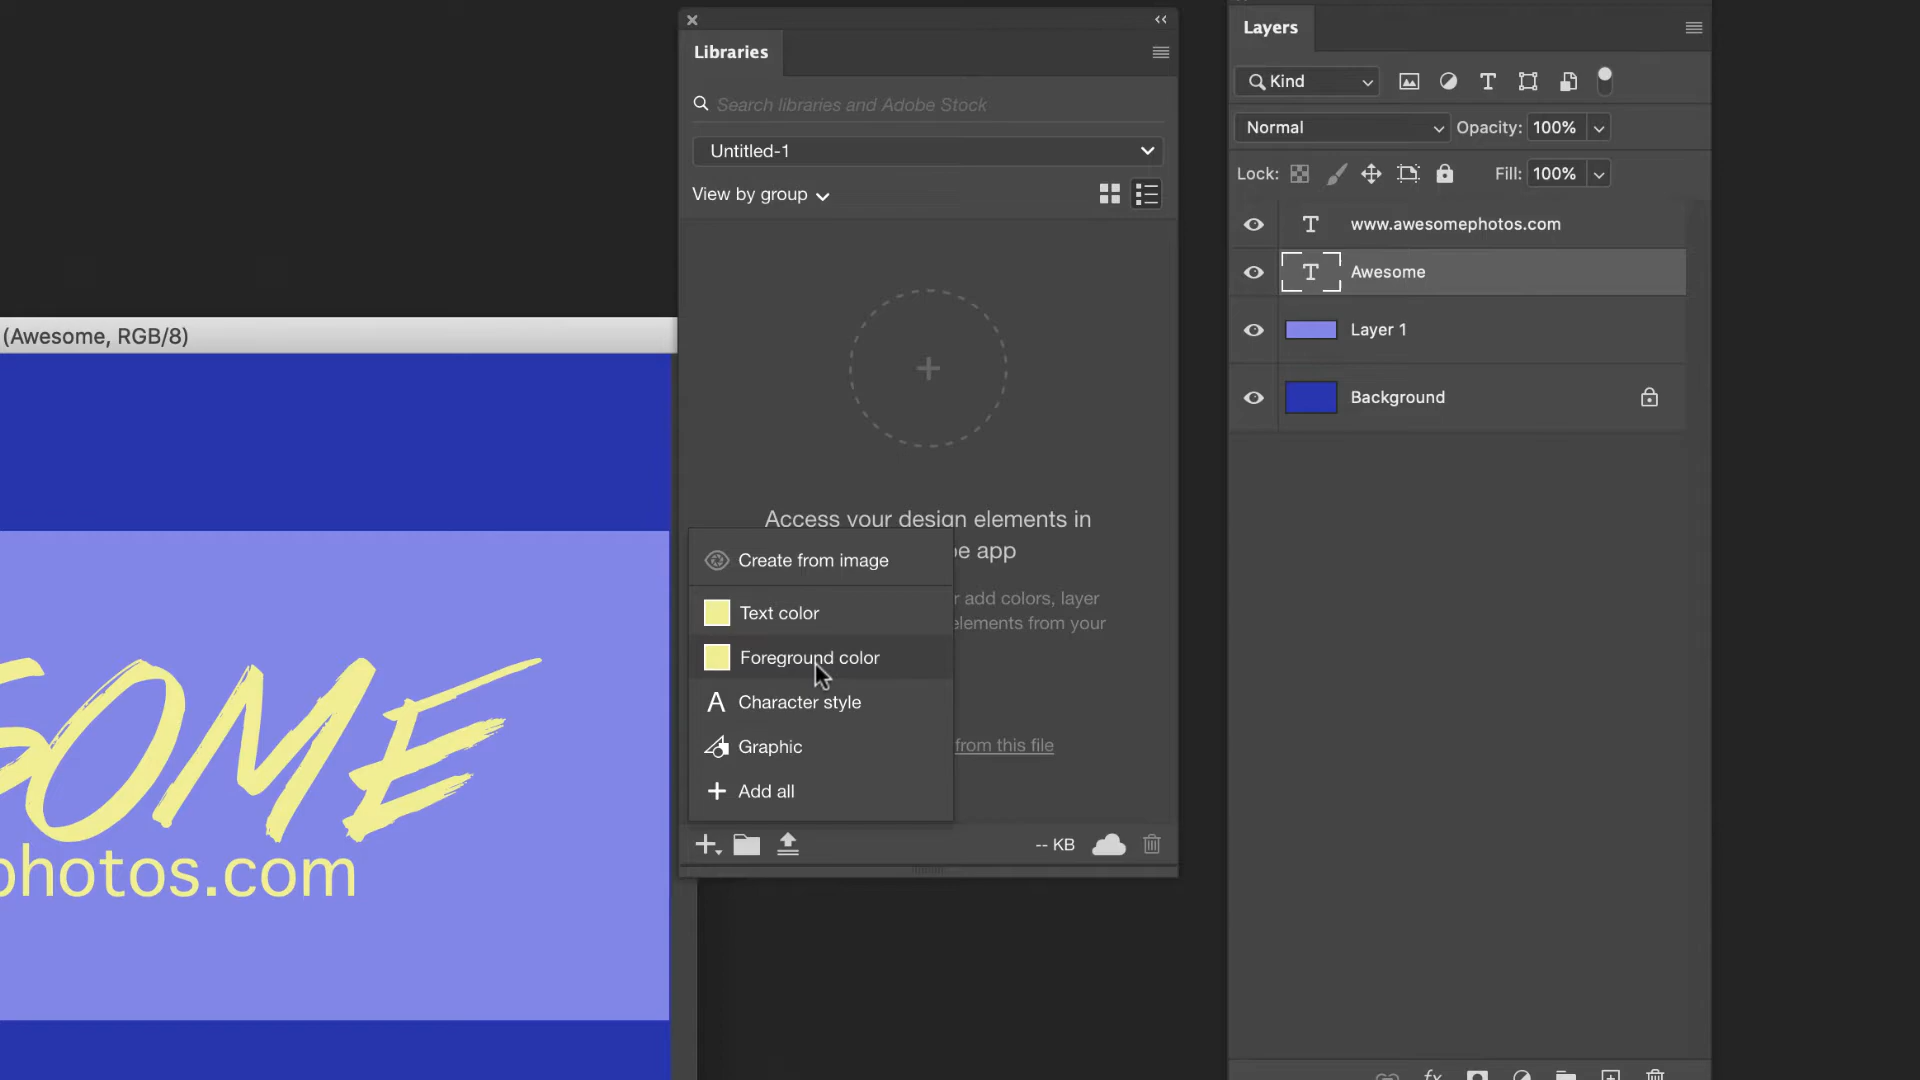 Libraries
Search libraries and Adobe Stock
Untitled-1
View by group
Access your design elements in
app
add colors, layer
elements from your
from this file
Create from image
Text color
Foreground color
A Character style
Graphic
Add all
-- KB
Layers
Kind
T
Normal
Opacity: 100%
Lock:
Fill: 100%
T www.awesomephotos.com
T Awesome
Layer 1
Background
fx
(Awesome, RGB/8)
SOME
photos.com